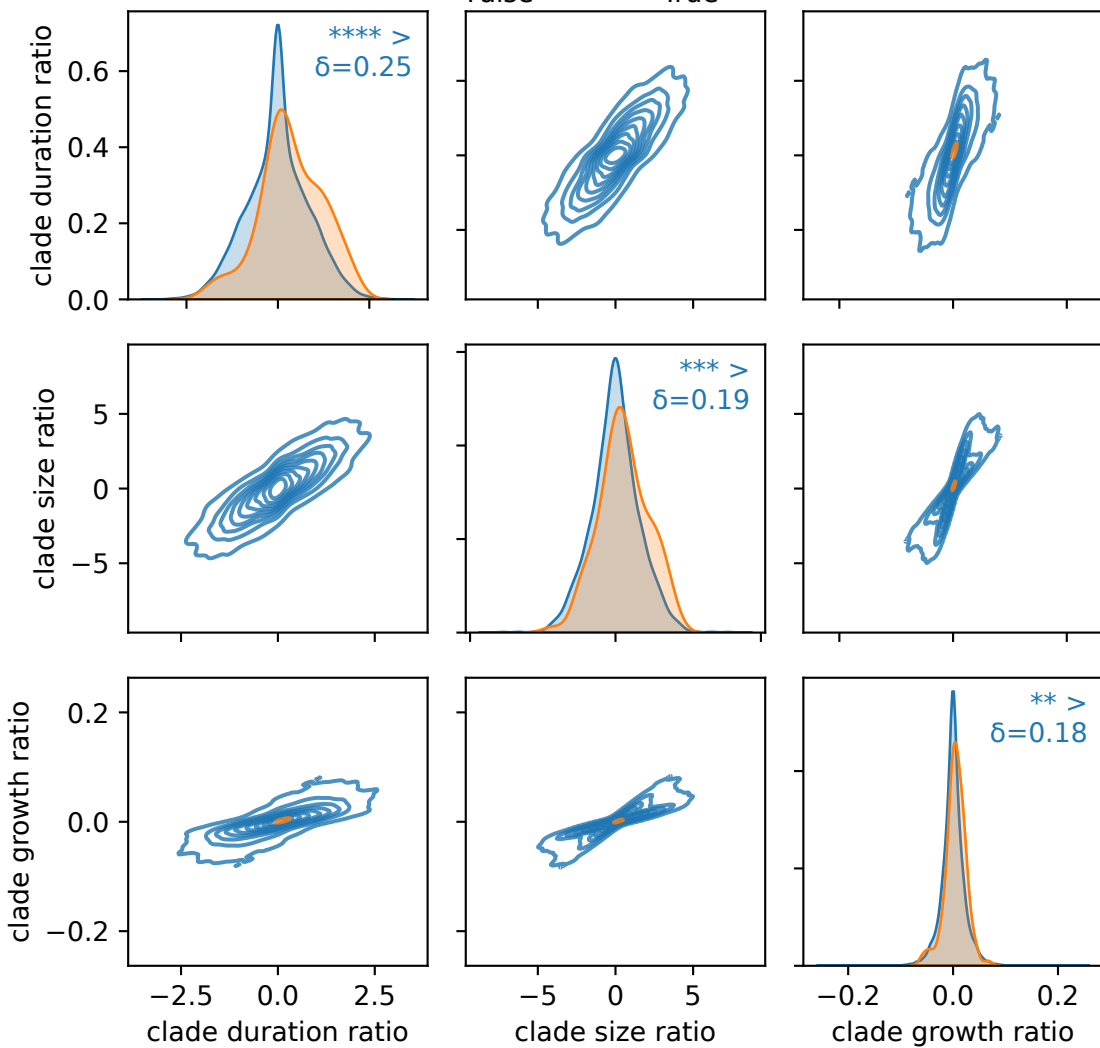 clade duration ratio
0.6
0.4
0.2
0.0
**** >
δ=0.25
clade size ratio
5
0
−5
*** >
δ=0.19
clade growth ratio
0.2
0.0
−0.2
** >
δ=0.18
−2.5 0.0 2.5
clade duration ratio
−5 0 5
clade size ratio
−0.2 0.0 0.2
clade growth ratio